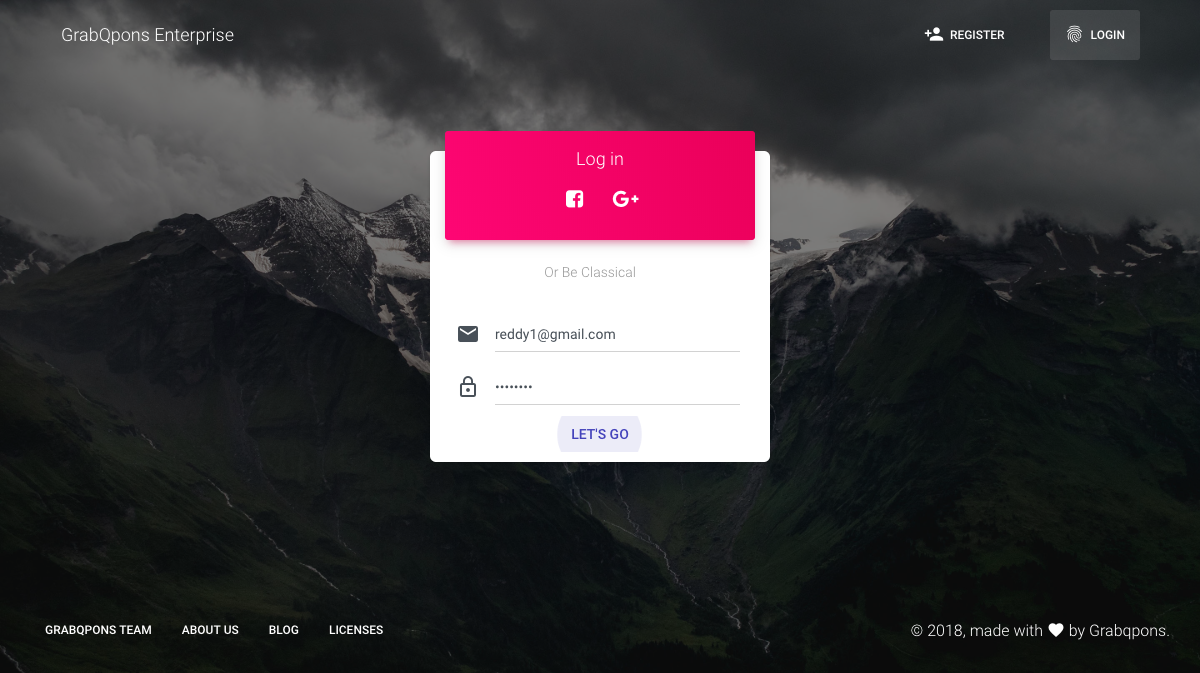 GrabQpons Enterprise
REGISTER
LOGIN
Log in
G+
Or Be Classical
reddy1@gmail.com
••••••••
LET'S GO
GRABQPONS TEAM
ABOUT US
BLOG
LICENSES
© 2018, made with ♥ by Grabqpons.